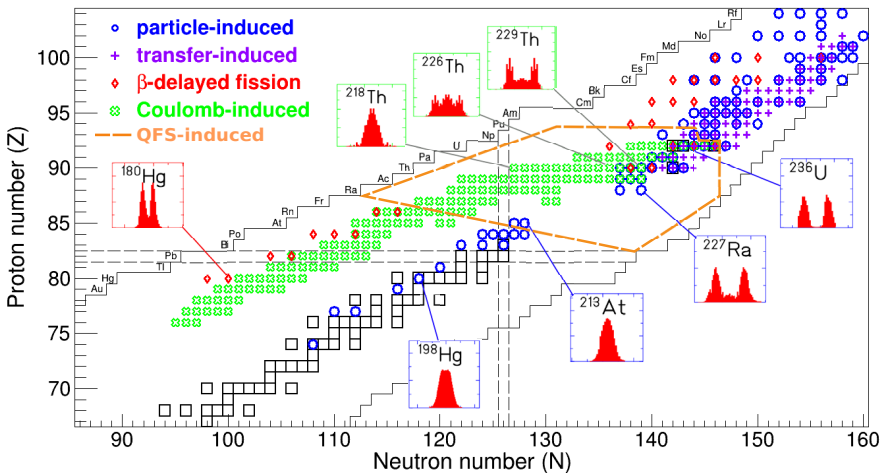 particle-induced
transfer-induced
β-delayed fission
Coulomb-induced
QFS-induced
229Th
226Th
218Th
180Hg
236U
227Ra
213At
198Hg
Rf
Lr
No
Md
Fm
Es
Cf
Bk
Cm
Am
Pu
Np
U
Pa
Th
Ac
Ra
Fr
Rn
At
Po
Bi
Pb
Tl
Hg
Au
Proton number (Z)
100
95
90
85
80
75
70
90
100
110
120
130
140
150
160
Neutron number (N)